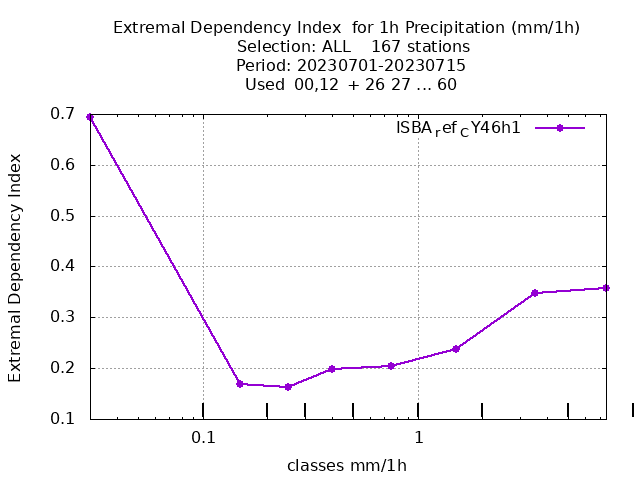 Extremal Dependency Index  for 1h Precipitation (mm/1h)
Selection: ALL    167 stations
Period: 20230701-20230715
Used  00,12  + 26 27 ... 60
ISBArefCY46h1
0.7
0.6
0.5
0.4
0.3
0.2
0.1
Extremal Dependency Index
0.1 1
classes mm/1h